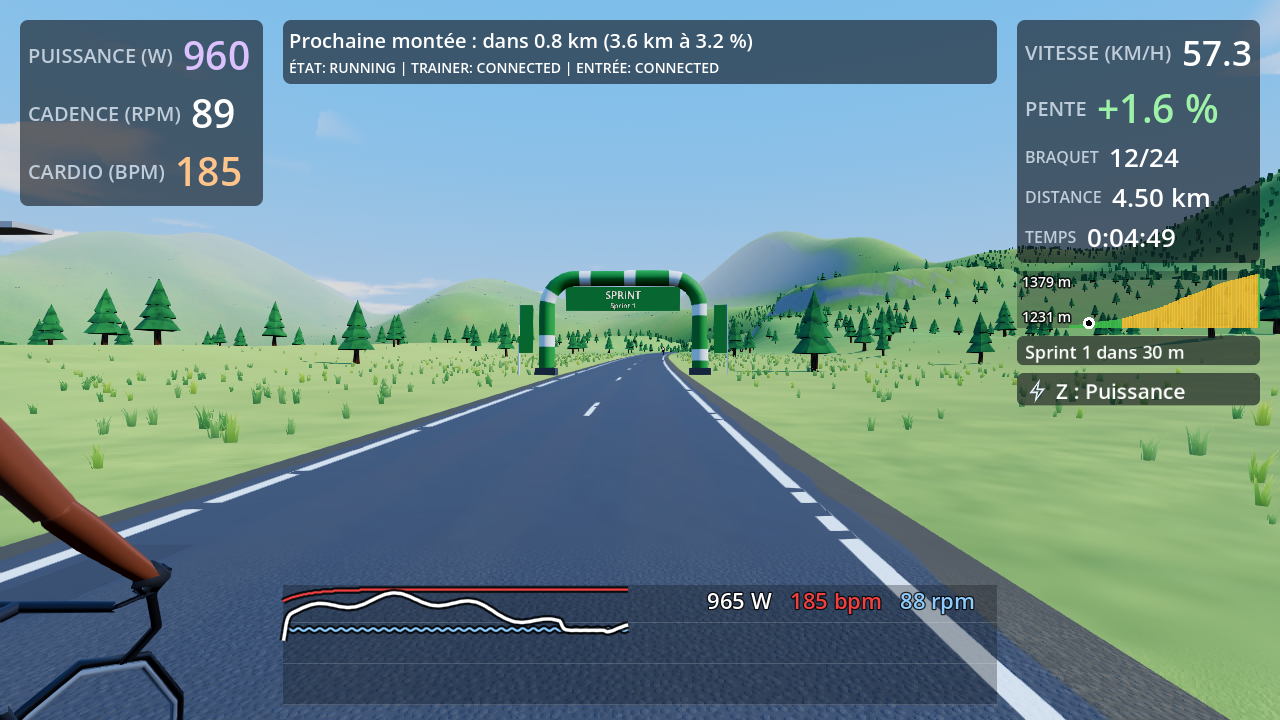 PUISSANCE (W) 960
CADENCE (RPM) 89
CARDIO (BPM) 185
Prochaine montée : dans 0.8 km (3.6 km à 3.2 %)
ÉTAT: RUNNING | TRAINER: CONNECTED | ENTRÉE: CONNECTED
VITESSE (KM/H) 57.3
PENTE +1.6 %
BRAQUET 12/24
DISTANCE 4.50 km
TEMPS 0:04:49
1379 m
1231 m
Sprint 1 dans 30 m
Z : Puissance
SPRINT
Sprint 1
965 W 185 bpm 88 rpm